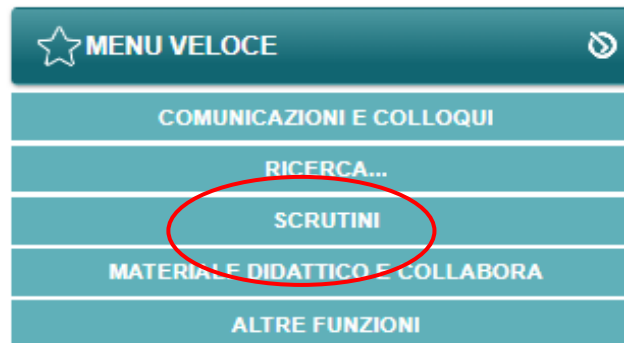 MENU VELOCE
COMUNICAZIONI E COLLOQUI
RICERCA...
SCRUTINI
MATERIALE DIDATTICO E COLLABORA
ALTRE FUNZIONI